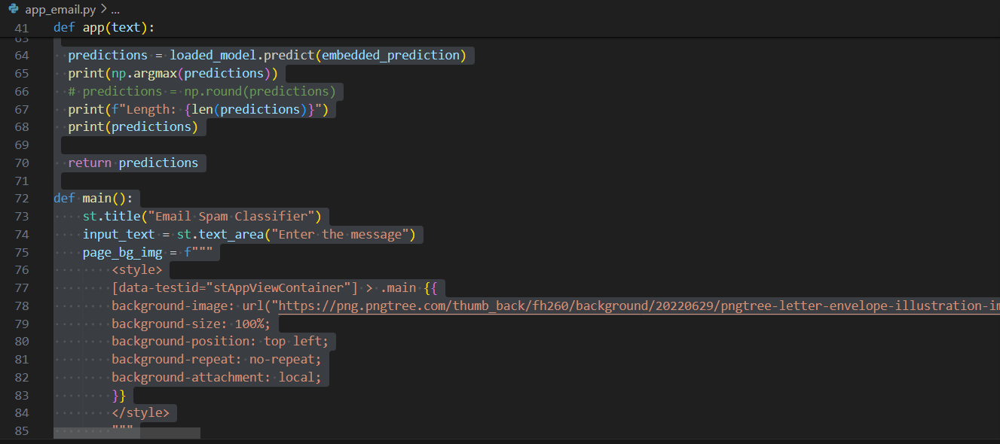 app_email.py > ...
41 def app(text):
63
64 predictions = loaded_model.predict(embedded_prediction)
65 print(np.argmax(predictions))
66 # predictions = np.round(predictions)
67 print(f"Length: {len(predictions)}")
68 print(predictions)
69
70 return predictions
71
72 def main():
73 st.title("Email Spam Classifier")
74 input_text = st.text_area("Enter the message")
75 page_bg_img = f"""
76 <style>
77 [data-testid="stAppViewContainer"] > .main {{
78 background-image: url("https://png.pngtree.com/thumb_back/fh260/background/20220629/pngtree-letter-envelope-illustration-im
79 background-size: 100%;
80 background-position: top left;
81 background-repeat: no-repeat;
82 background-attachment: local;
83 }}
84 </style>
85 """